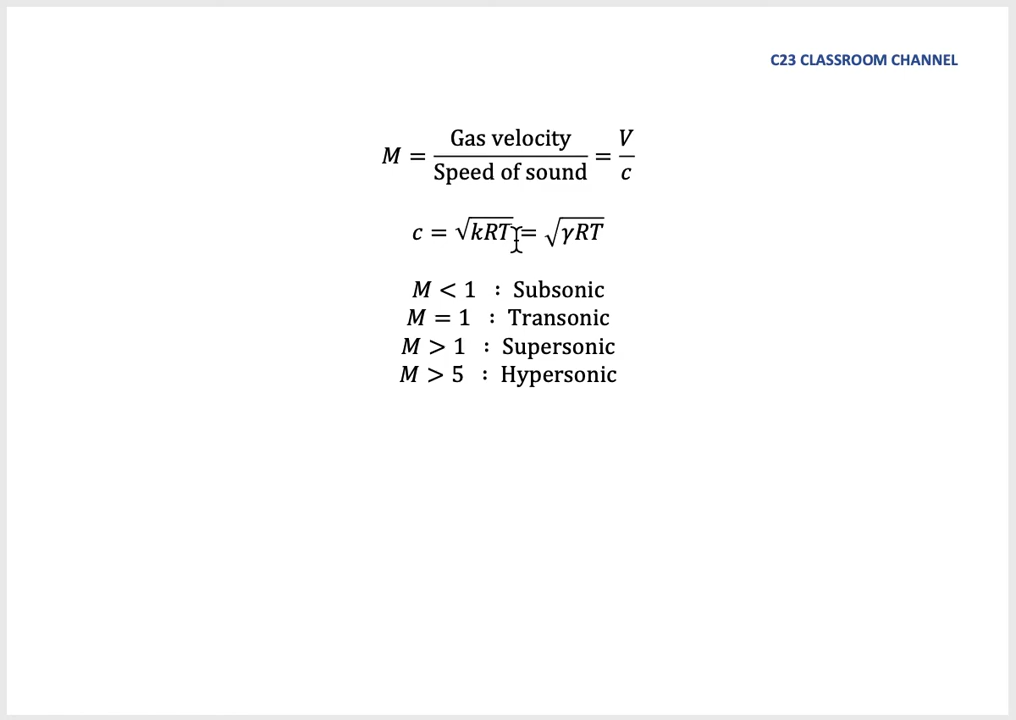 C23 CLASSROOM CHANNEL
M = Gas velocity / Speed of sound = V / c
c = √kRT = √γRT
M < 1 : Subsonic
M = 1 : Transonic
M > 1 : Supersonic
M > 5 : Hypersonic